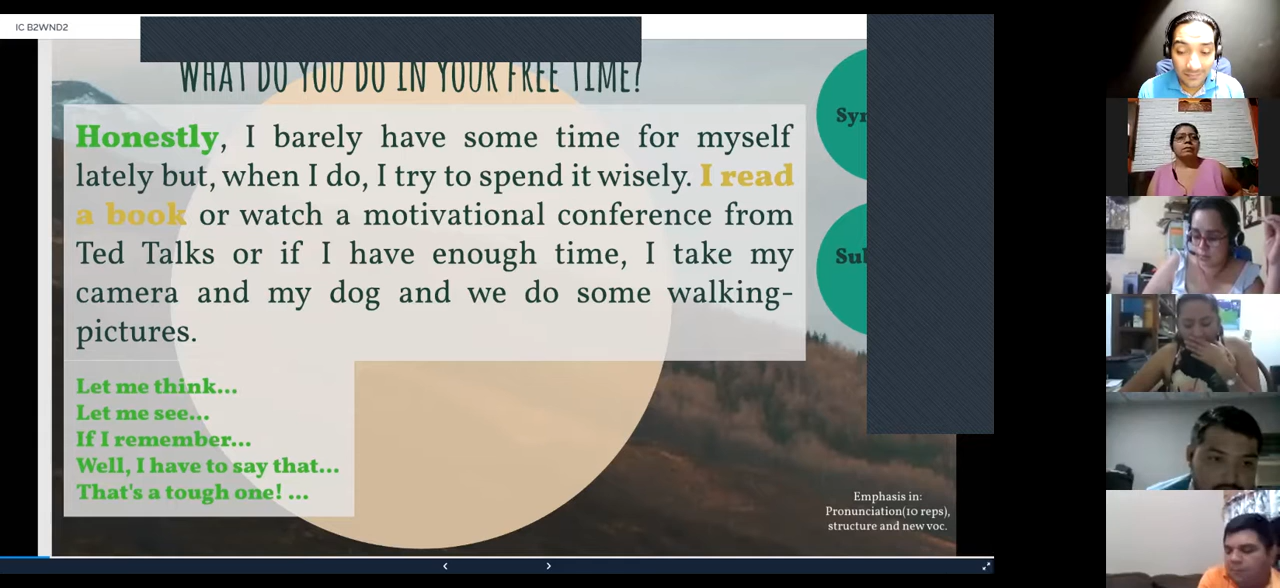 IC B2WND2
WHAT DO YOU DO IN YOUR FREE TIME?
Honestly, I barely have some time for myself
lately but, when I do, I try to spend it wisely. I read
a book or watch a motivational conference from
Ted Talks or if I have enough time, I take my
camera and my dog and we do some walking-
pictures.
Let me think...
Let me see...
If I remember...
Well, I have to say that...
That's a tough one! ...
Emphasis in:
Pronunciation(10 reps),
structure and new voc.